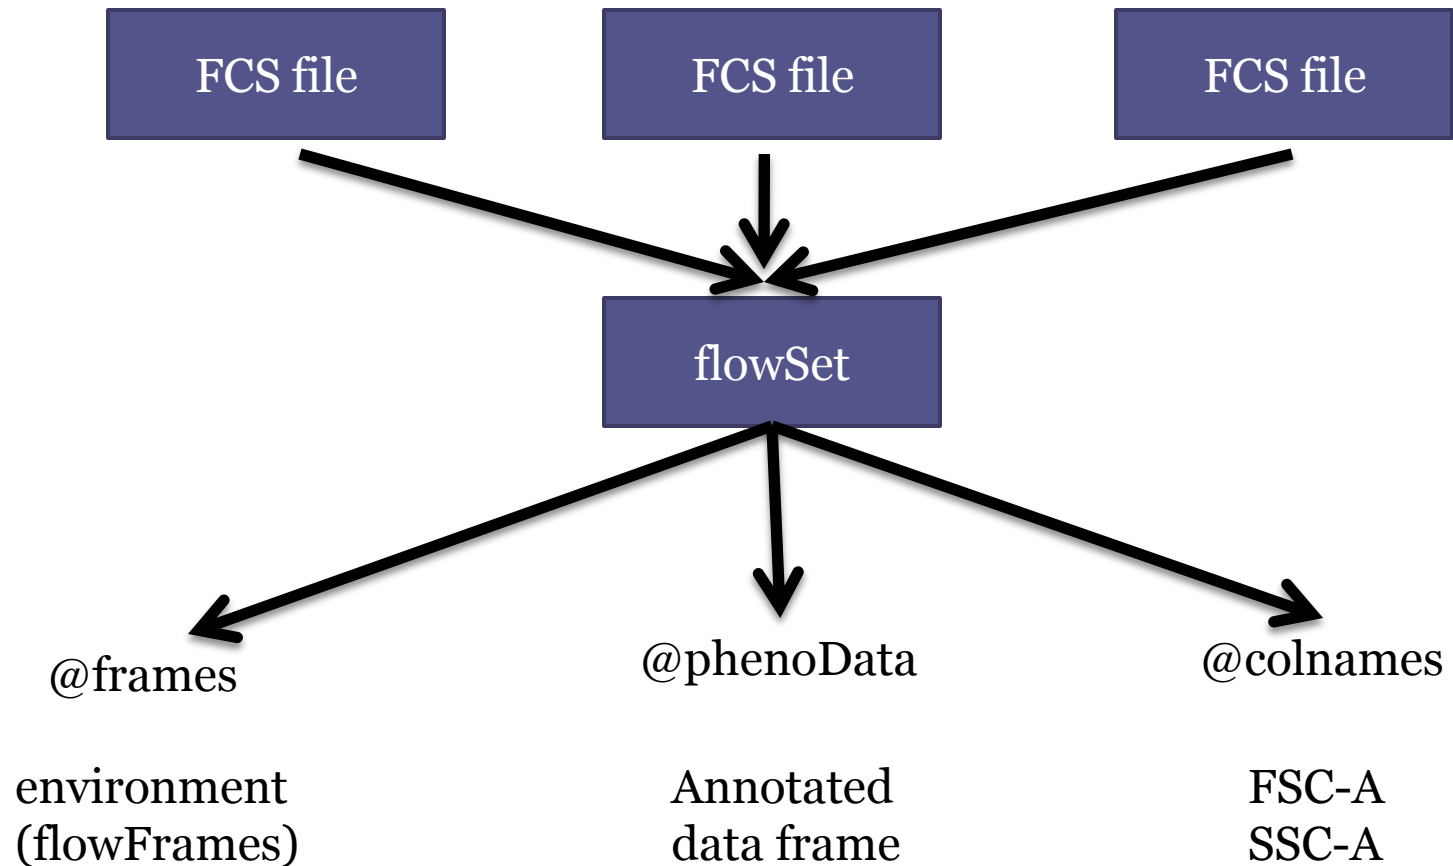 FCS file
FCS file
FCS file
flowSet
@frames
@phenoData
@colnames
environment
(flowFrames)
Annotated
data frame
FSC-A
SSC-A